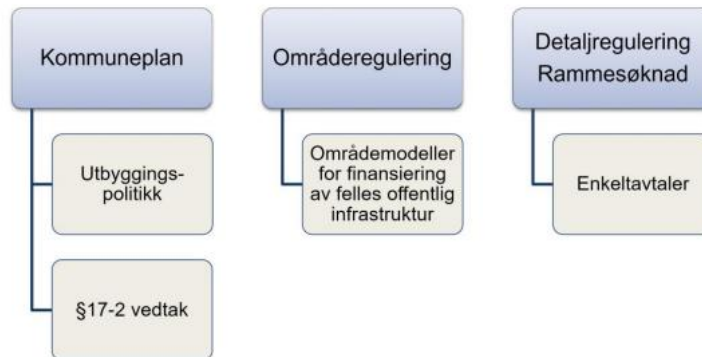 Kommuneplan
Utbyggings-
politikk
§17-2 vedtak
Områderegulering
Områdemodeller
for finansiering
av felles offentlig
infrastruktur
Detaljregulering
Rammesøknad
Enkeltavtaler